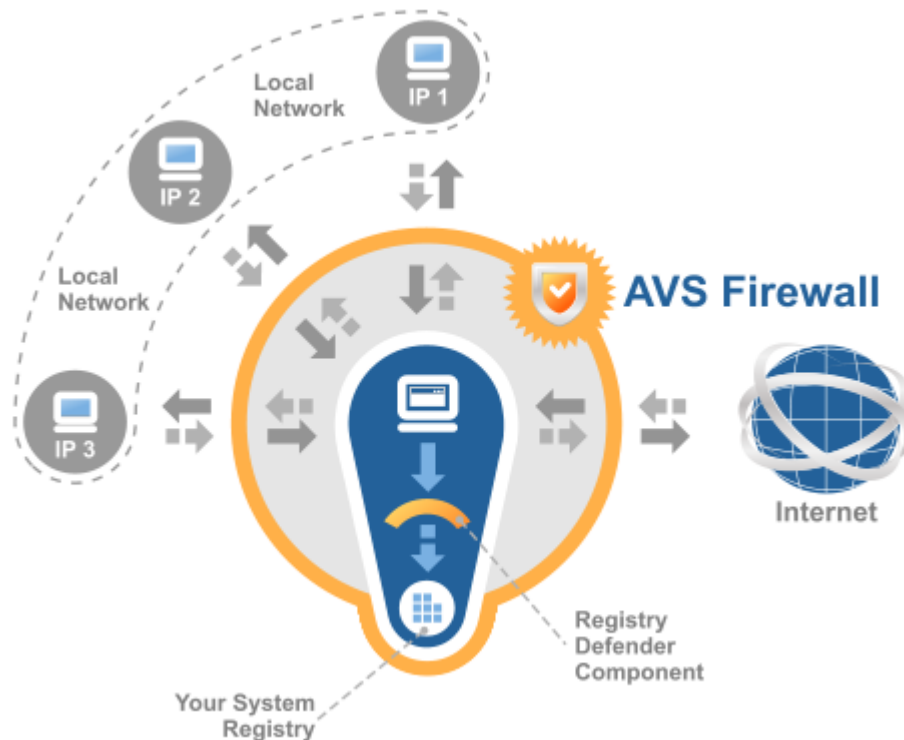 Local
Network
IP 1
IP 2
Local
Network
IP 3
AVS Firewall
Internet
Registry
Defender
Component
Your System
Registry